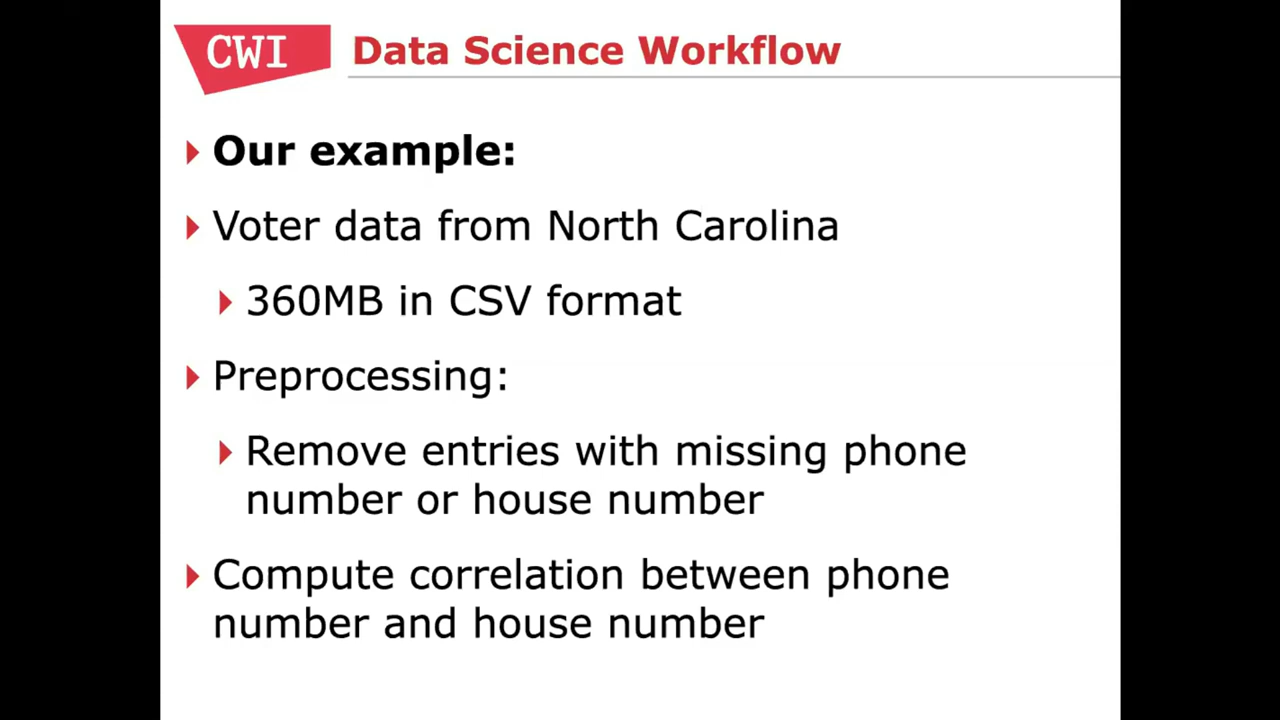 CWI
Data Science Workflow
Our example:
Voter data from North Carolina
360MB in CSV format
Preprocessing:
Remove entries with missing phone
number or house number
Compute correlation between phone
number and house number